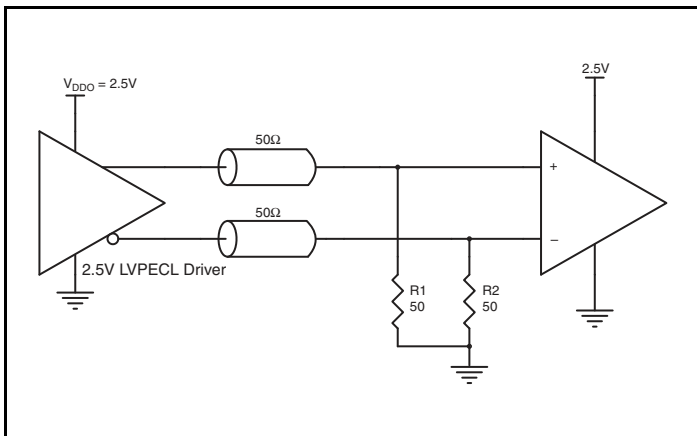 V_DDO = 2.5V
2.5V
50Ω
50Ω
+
–
2.5V LVPECL Driver
R1
50
R2
50